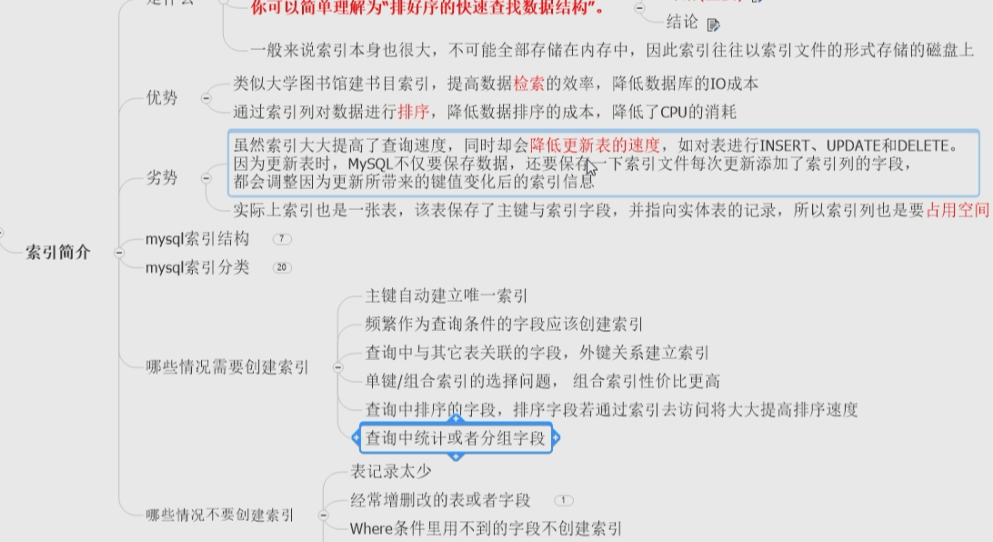 你可以简单理解为“排好序的快速查找数据结构”。
结论
一般来说索引本身也很大，不可能全部存储在内存中，因此索引往往以索引文件的形式存储的磁盘上
优势
类似大学图书馆建书目索引，提高数据检索的效率，降低数据库的IO成本
通过索引列对数据进行排序，降低数据排序的成本，降低了CPU的消耗
劣势
虽然索引大大提高了查询速度，同时却会降低更新表的速度，如对表进行INSERT、UPDATE和DELETE。
因为更新表时，MySQL不仅要保存数据，还要保存一下索引文件每次更新添加了索引列的字段，
都会调整因为更新所带来的键值变化后的索引信息
实际上索引也是一张表，该表保存了主键与索引字段，并指向实体表的记录，所以索引列也是要占用空间
索引简介
mysql索引结构 7
mysql索引分类 20
哪些情况需要创建索引
主键自动建立唯一索引
频繁作为查询条件的字段应该创建索引
查询中与其它表关联的字段，外键关系建立索引
单键/组合索引的选择问题， 组合索引性价比更高
查询中排序的字段，排序字段若通过索引去访问将大大提高排序速度
查询中统计或者分组字段
哪些情况不要创建索引
表记录太少
经常增删改的表或者字段 1
Where条件里用不到的字段不创建索引